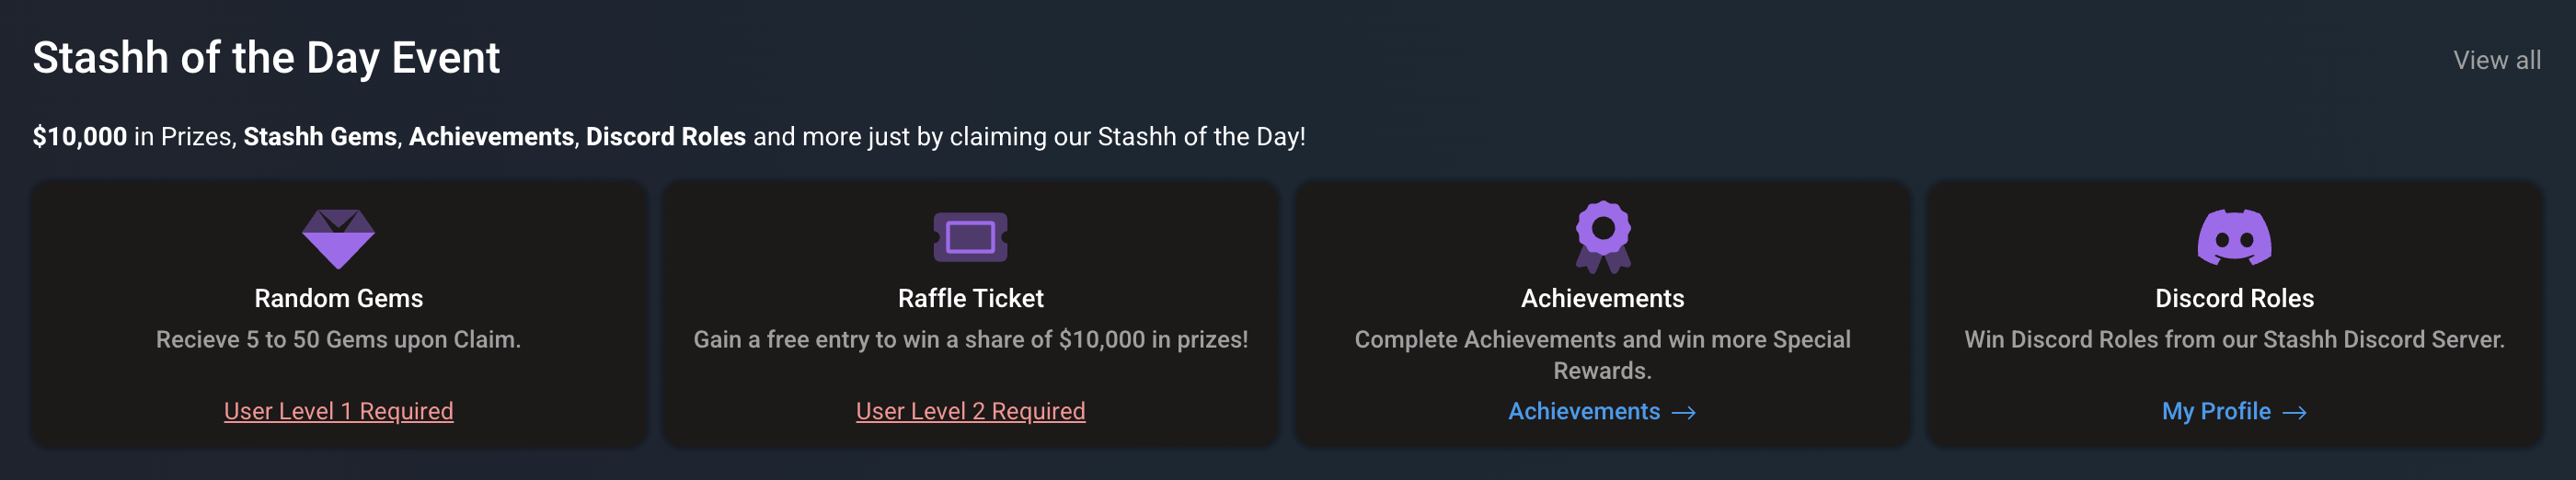 Stashh of the Day Event
View all
$10,000 in Prizes, Stashh Gems, Achievements, Discord Roles and more just by claiming our Stashh of the Day!
Random Gems
Recieve 5 to 50 Gems upon Claim.
User Level 1 Required
Raffle Ticket
Gain a free entry to win a share of $10,000 in prizes!
User Level 2 Required
Achievements
Complete Achievements and win more Special
Rewards.
Achievements →
Discord Roles
Win Discord Roles from our Stashh Discord Server.
My Profile →